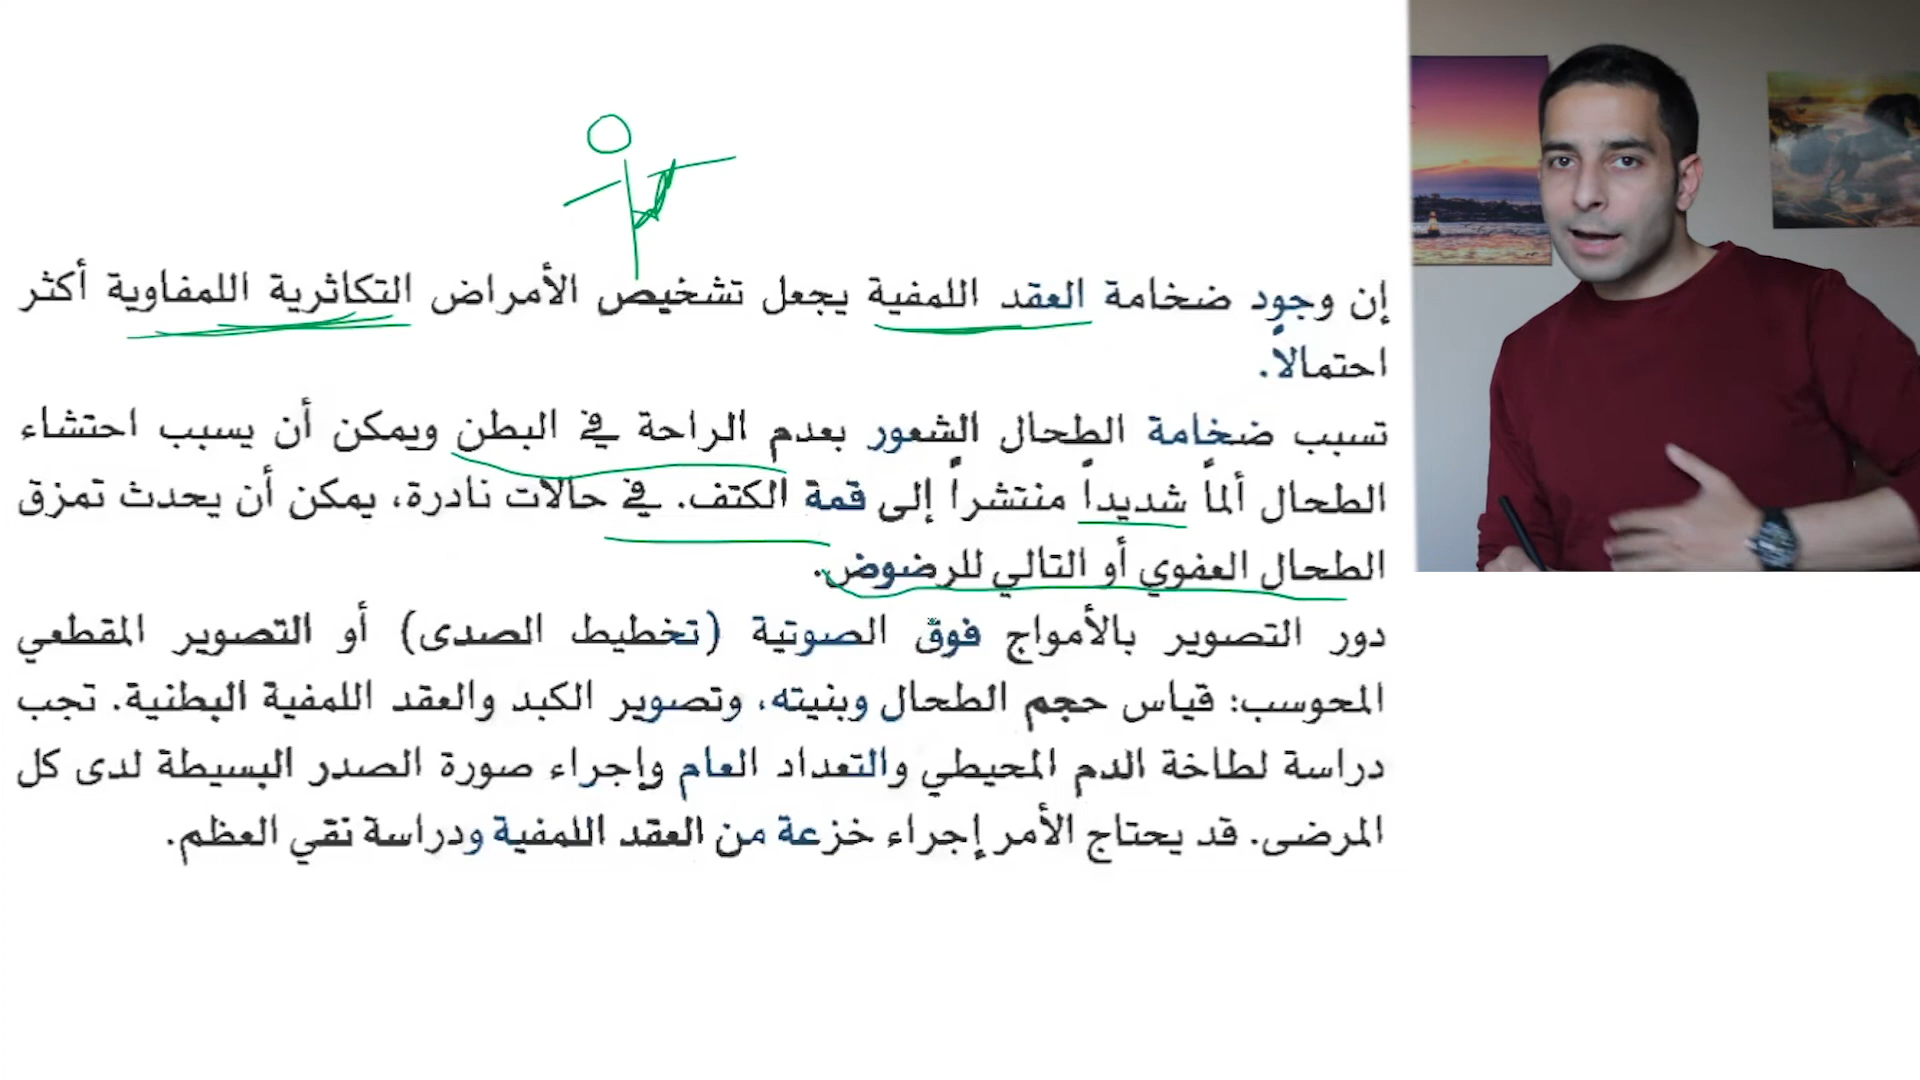 إن وجود ضخامة العقد اللمفية يجعل تشخيص الأمراض التكاثرية اللمفاوية أكثر
احتمالاً.
تسبب ضخامة الطحال الشعور بعدم الراحة في البطن ويمكن أن يسبب احتشاء
الطحال ألماً شديداً منتشراً إلى قمة الكتف. في حالات نادرة، يمكن أن يحدث تمزق
الطحال العفوي أو التالي للرضوض.
دور التصوير بالأمواج فوق الصوتية (تخطيط الصدى) أو التصوير المقطعي
المحوسب: قياس حجم الطحال وبنيته، وتصوير الكبد والعقد اللمفية البطنية. تجب
دراسة لطاخة الدم المحيطي والتعداد العام وإجراء صورة الصدر البسيطة لدى كل
المرضى. قد يحتاج الأمر إجراء خزعة من العقد اللمفية ودراسة نقي العظم.